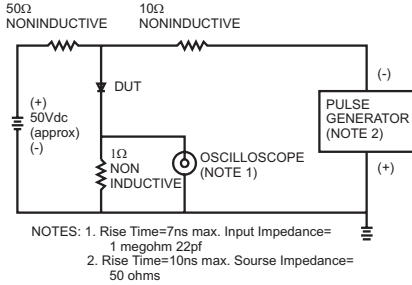 50Ω
NONINDUCTIVE
10Ω
NONINDUCTIVE
(+)
50Vdc
(approx)
(-)
DUT
1Ω
NON
INDUCTIVE
OSCILLOSCOPE
(NOTE 1)
(-)
PULSE
GENERATOR
(NOTE 2)
(+)
NOTES: 1. Rise Time=7ns max. Input Impedance=
1 megohm 22pf
2. Rise Time=10ns max. Sourse Impedance=
50 ohms